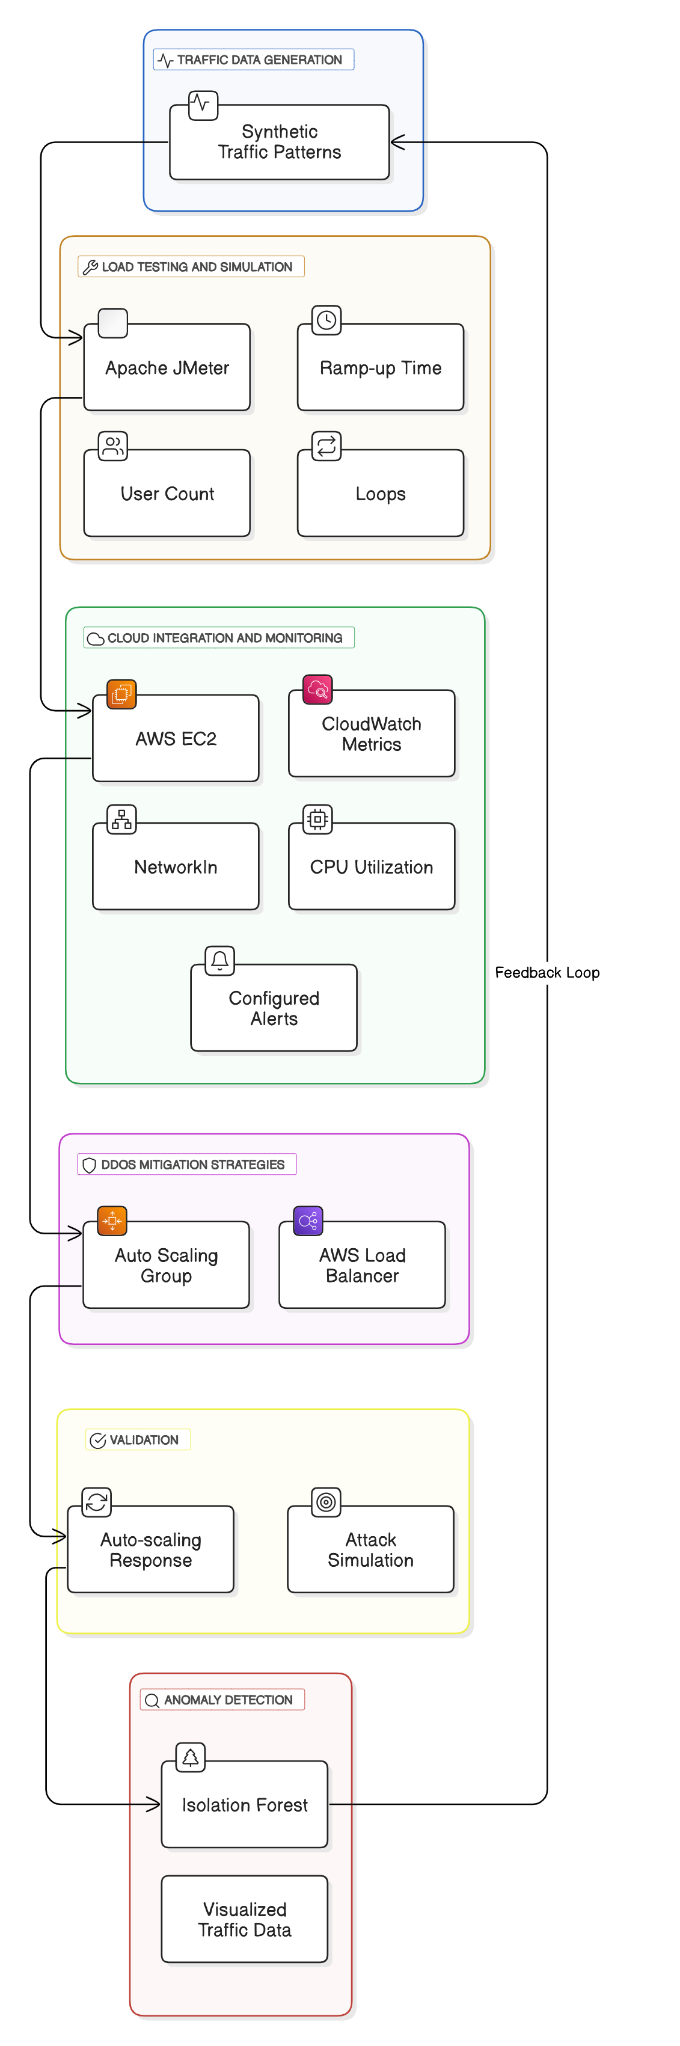 TRAFFIC DATA GENERATION
Synthetic
Traffic Patterns
LOAD TESTING AND SIMULATION
Apache JMeter
Ramp-up Time
User Count
Loops
CLOUD INTEGRATION AND MONITORING
AWS EC2
CloudWatch
Metrics
NetworkIn
CPU Utilization
Feedback Loop
Configured
Alerts
DDOS MITIGATION STRATEGIES
Auto Scaling
Group
AWS Load
Balancer
VALIDATION
Auto-scaling
Response
Attack
Simulation
ANOMALY DETECTION
Isolation Forest
Visualized
Traffic Data